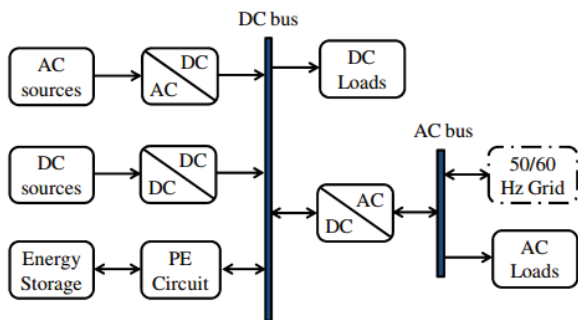 DC bus
AC
sources
DC
AC
DC
Loads
AC bus
DC
sources
DC
DC
AC
DC
50/60
Hz Grid
Energy
Storage
PE
Circuit
AC
Loads